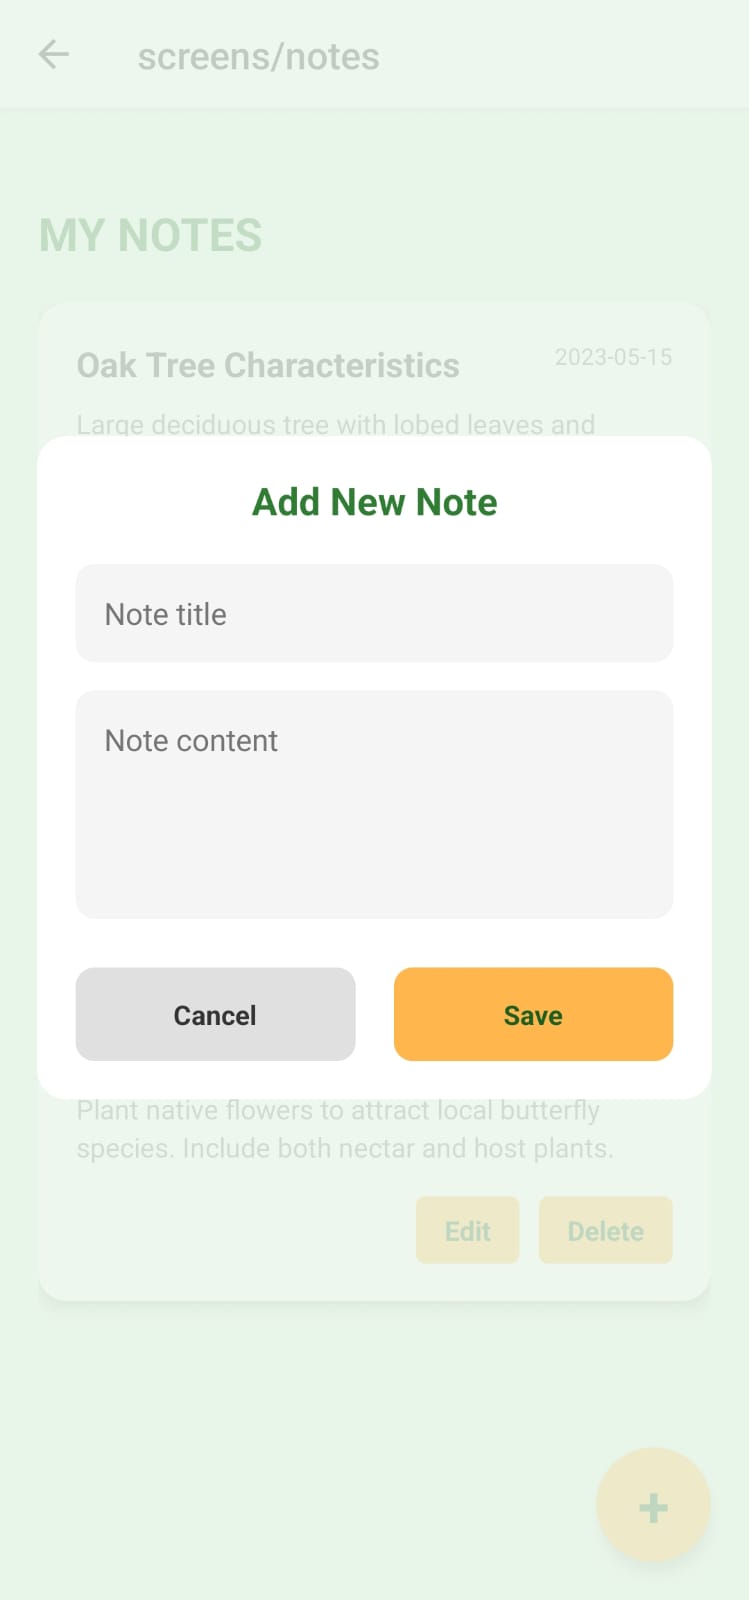 screens/notes
MY NOTES
Oak Tree Characteristics
2023-05-15
Large deciduous tree with lobed leaves and
Add New Note
Note title
Note content
Cancel
Save
Plant native flowers to attract local butterfly
species. Include both nectar and host plants.
Edit
Delete
+